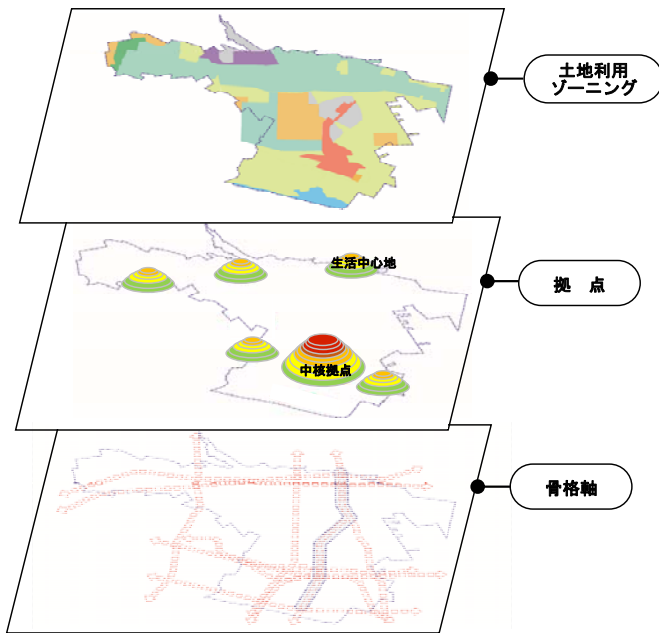 土地利用
ゾーニング
生活中心地
拠　点
中核拠点
骨格軸